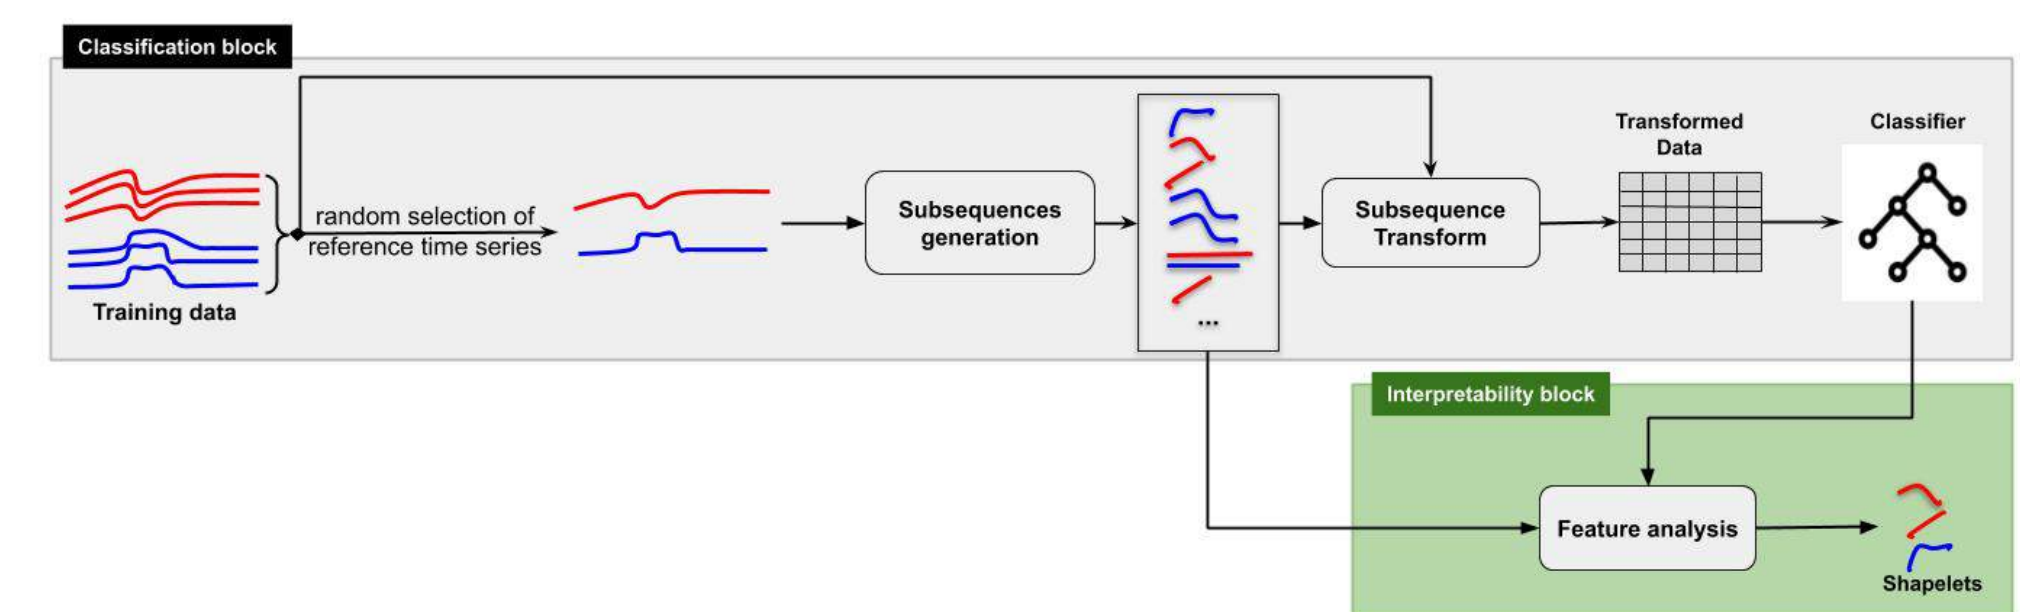 Classification block
random selection of
reference time series
Training data
Subsequences
generation
...
Subsequence
Transform
Transformed
Data
Classifier
Interpretability block
Feature analysis
Shapelets